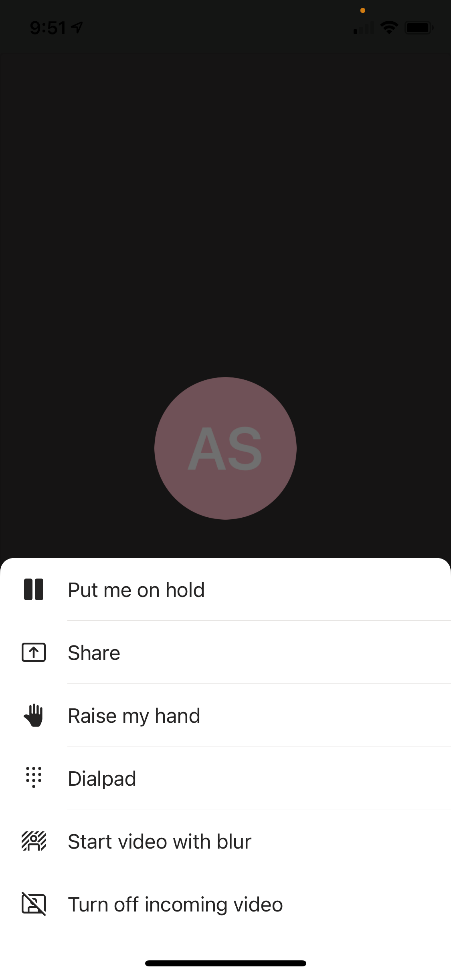 9:51
AS
Put me on hold
Share
Raise my hand
Dialpad
Start video with blur
Turn off incoming video